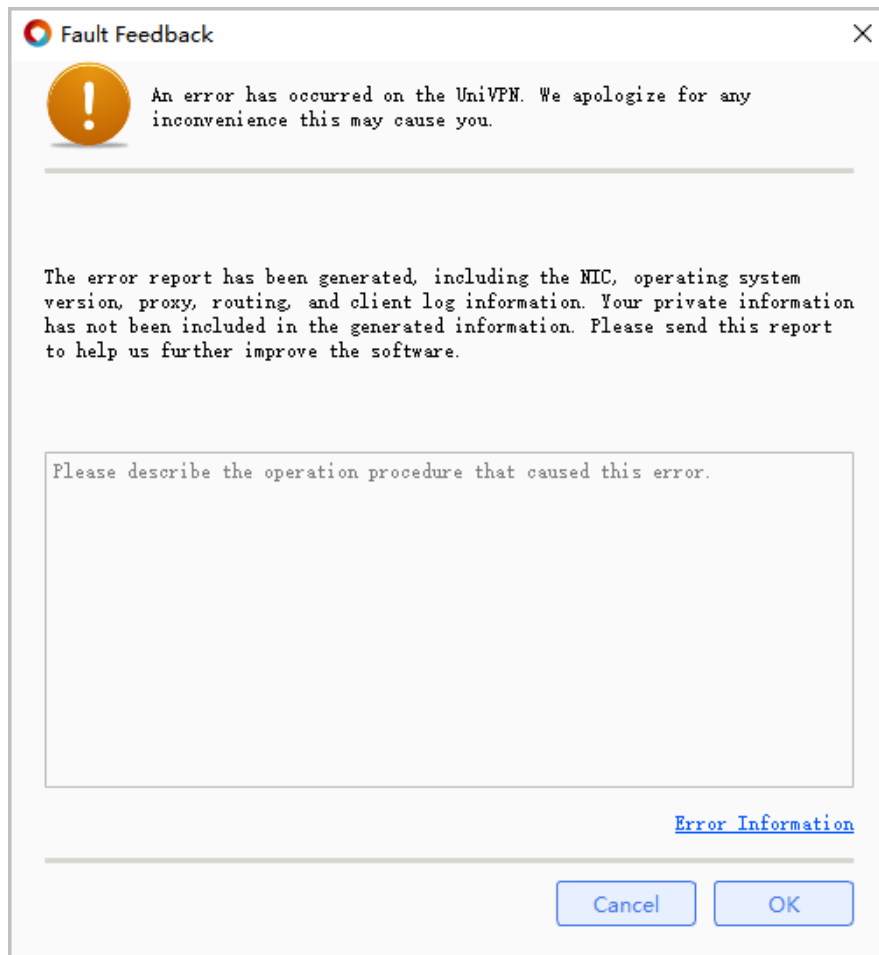 Fault Feedback
An error has occurred on the UniVPN. We apologize for any
inconvenience this may cause you.
The error report has been generated, including the NIC, operating system
version, proxy, routing, and client log information. Your private information
has not been included in the generated information. Please send this report
to help us further improve the software.
Please describe the operation procedure that caused this error.
Error Information
Cancel
OK